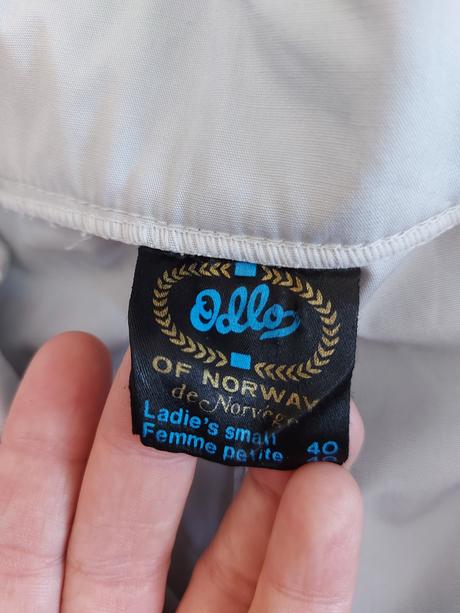 Odlo
OF NORWAY
de Norvège
Ladie's small
Femme petite 40